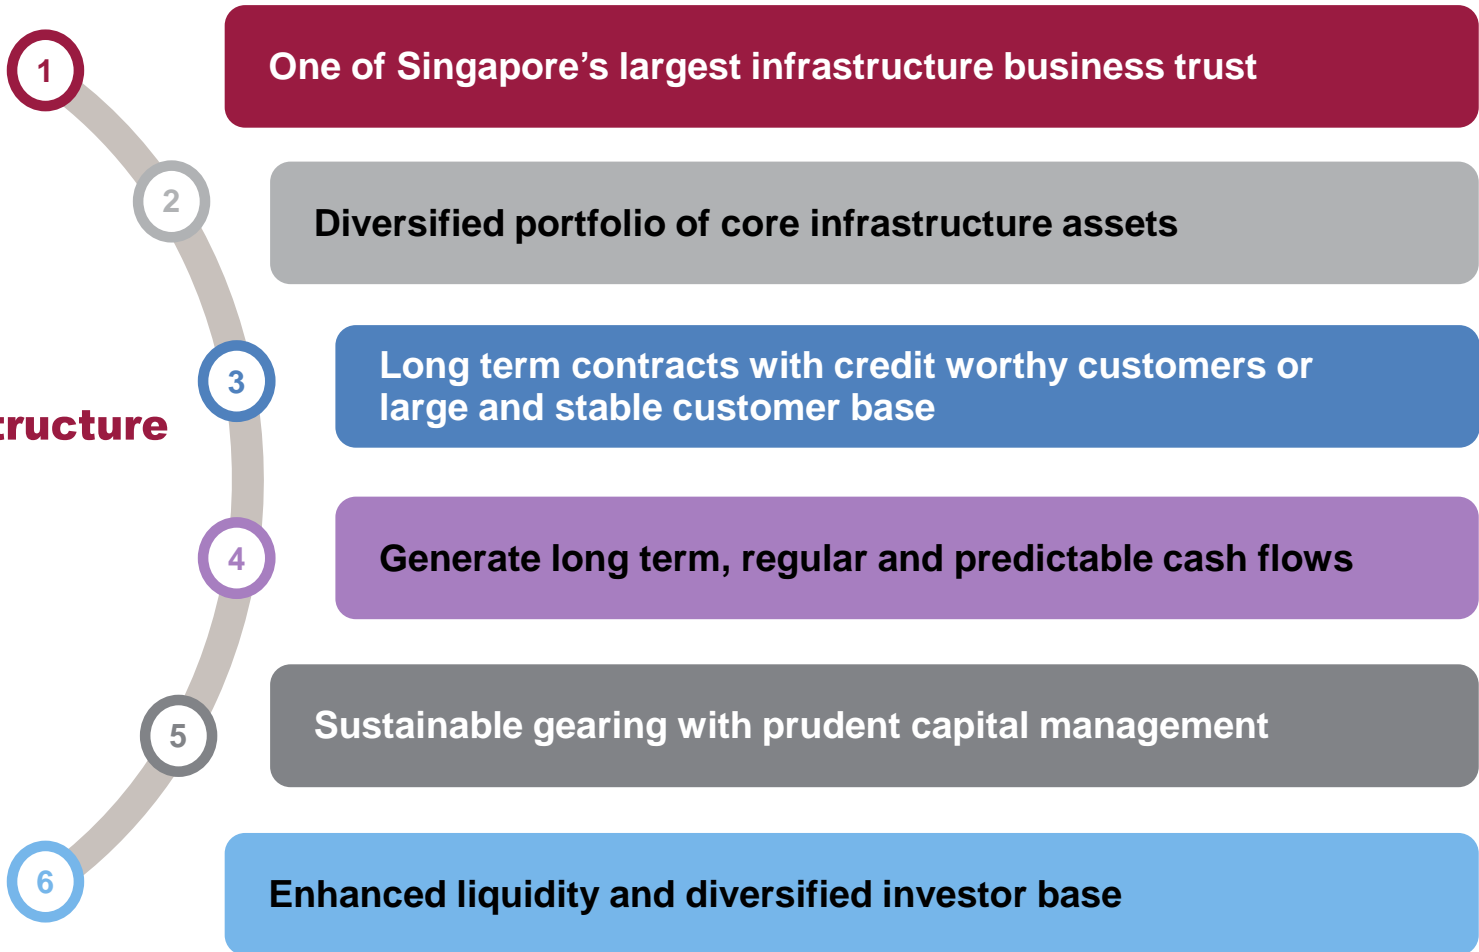 1
One of Singapore's largest infrastructure business trust
2
Diversified portfolio of core infrastructure assets
3
Long term contracts with credit worthy customers or
large and stable customer base
tructure
4
Generate long term, regular and predictable cash flows
5
Sustainable gearing with prudent capital management
6
Enhanced liquidity and diversified investor base